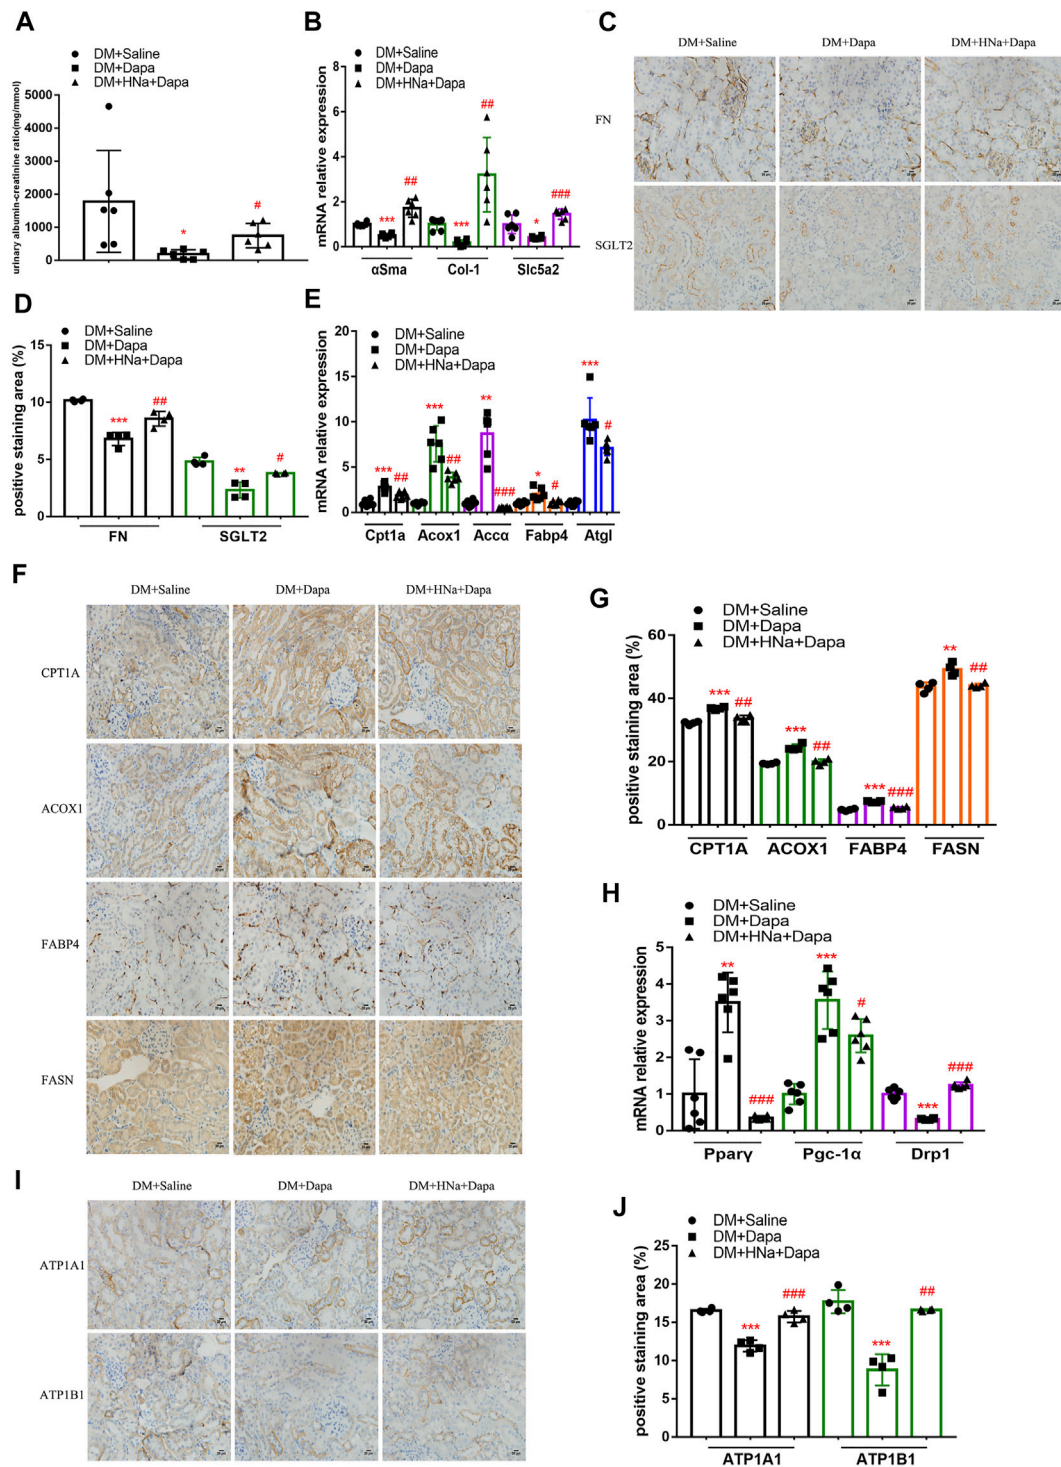 A
DM+Saline
DM+Dapa
DM+HNa+Dapa
urinary albumin-creatinine ratio(mg/mmol)
5000
4000
3000
2000
1000
0
*
#
B
DM+Saline
DM+Dapa
DM+HNa+Dapa
mRNA relative expression
8
6
4
2
0
***
##
***
##
*
###
αSma Col-1 Slc5a2
C
DM+Saline DM+Dapa DM+HNa+Dapa
FN
SGLT2
D
DM+Saline
DM+Dapa
DM+HNa+Dapa
positive staining area (%)
15
10
5
0
***
##
**
#
FN SGLT2
E
DM+Saline
DM+Dapa
DM+HNa+Dapa
mRNA relative expression
20
15
10
5
0
***
##
***
##
**
###
*
#
***
#
Cpt1a Acox1 Accα Fabp4 Atgl
F
DM+Saline DM+Dapa DM+HNa+Dapa
CPT1A
ACOX1
FABP4
FASN
G
DM+Saline
DM+Dapa
DM+HNa+Dapa
positive staining area (%)
60
40
20
0
***
##
***
##
***
###
**
##
CPT1A ACOX1 FABP4 FASN
H
DM+Saline
DM+Dapa
DM+HNa+Dapa
mRNA relative expression
5
4
3
2
1
0
**
###
***
#
***
###
Pparγ Pgc-1α Drp1
I
DM+Saline DM+Dapa DM+HNa+Dapa
ATP1A1
ATP1B1
J
DM+Saline
DM+Dapa
DM+HNa+Dapa
positive staining area (%)
25
20
15
10
5
0
***
###
***
##
ATP1A1 ATP1B1